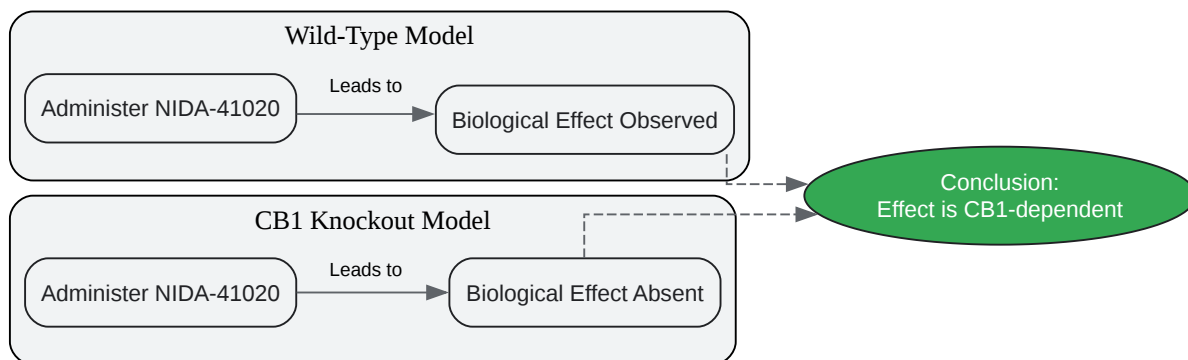 Wild-Type Model
Administer NIDA-41020
Leads to
Biological Effect Observed
CB1 Knockout Model
Administer NIDA-41020
Leads to
Biological Effect Absent
Conclusion:
Effect is CB1-dependent